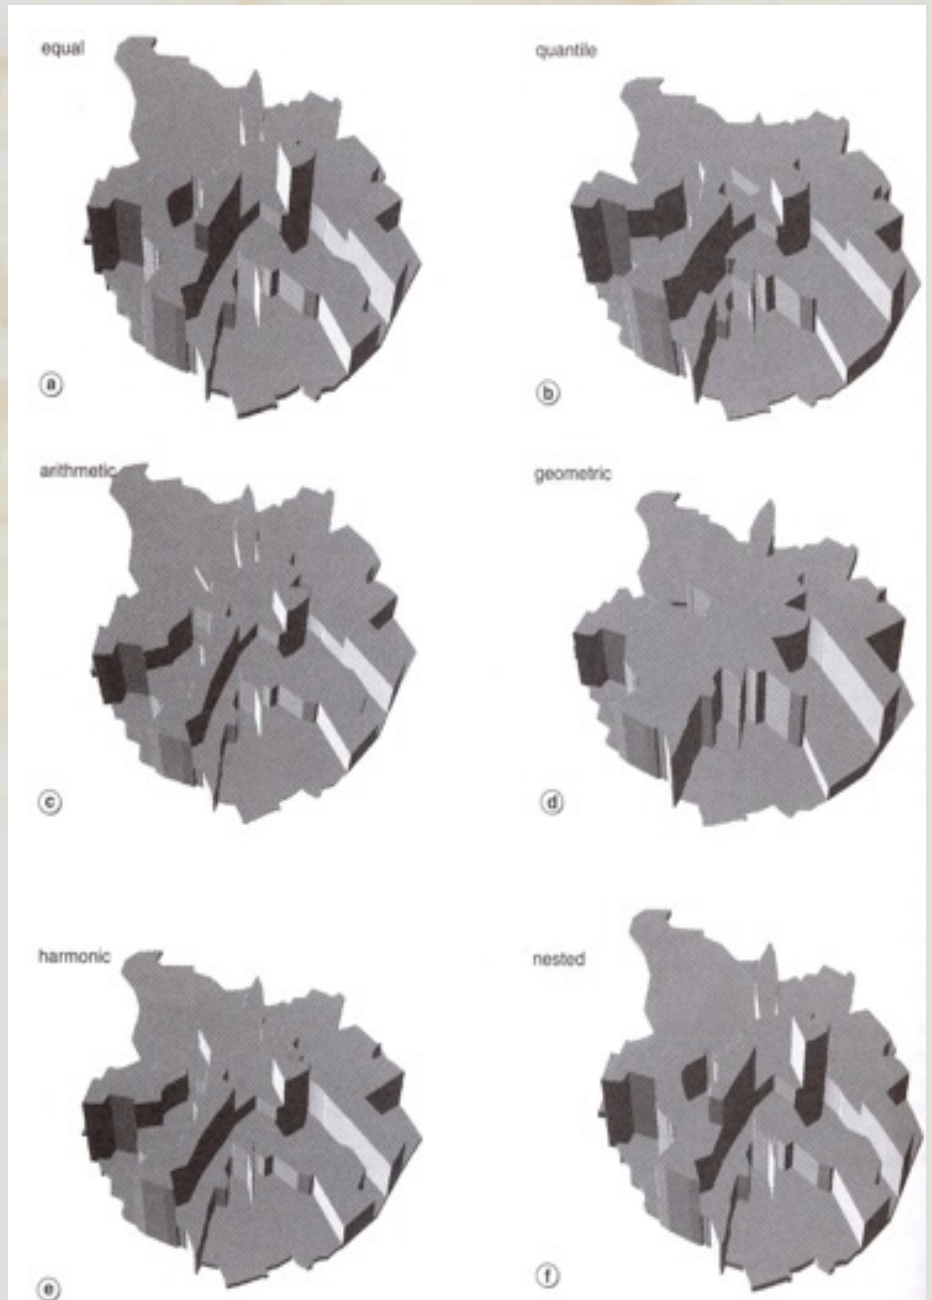 equal
quantile
a
b
arithmetic
geometric
c
d
harmonic
nested
e
f